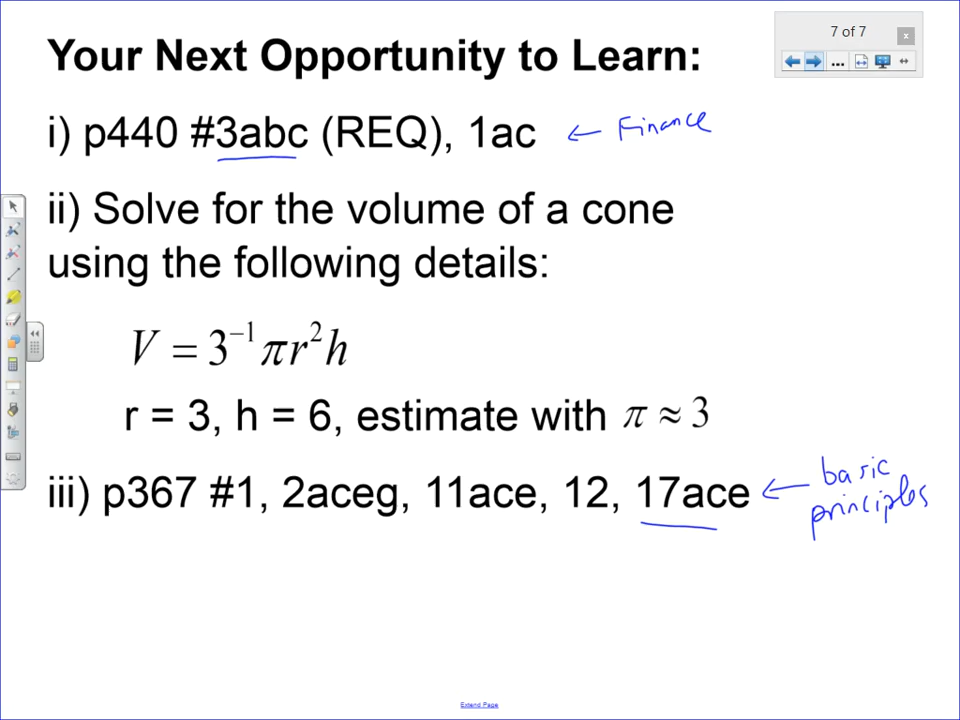 7 of 7
x
Your Next Opportunity to Learn:
i) p440 #3abc (REQ), 1ac ← Finance
ii) Solve for the volume of a cone
using the following details:
V = 3⁻¹ πr²h
r = 3, h = 6, estimate with π ≈ 3
iii) p367 #1, 2aceg, 11ace, 12, 17ace ← basic
principles
Extend Page